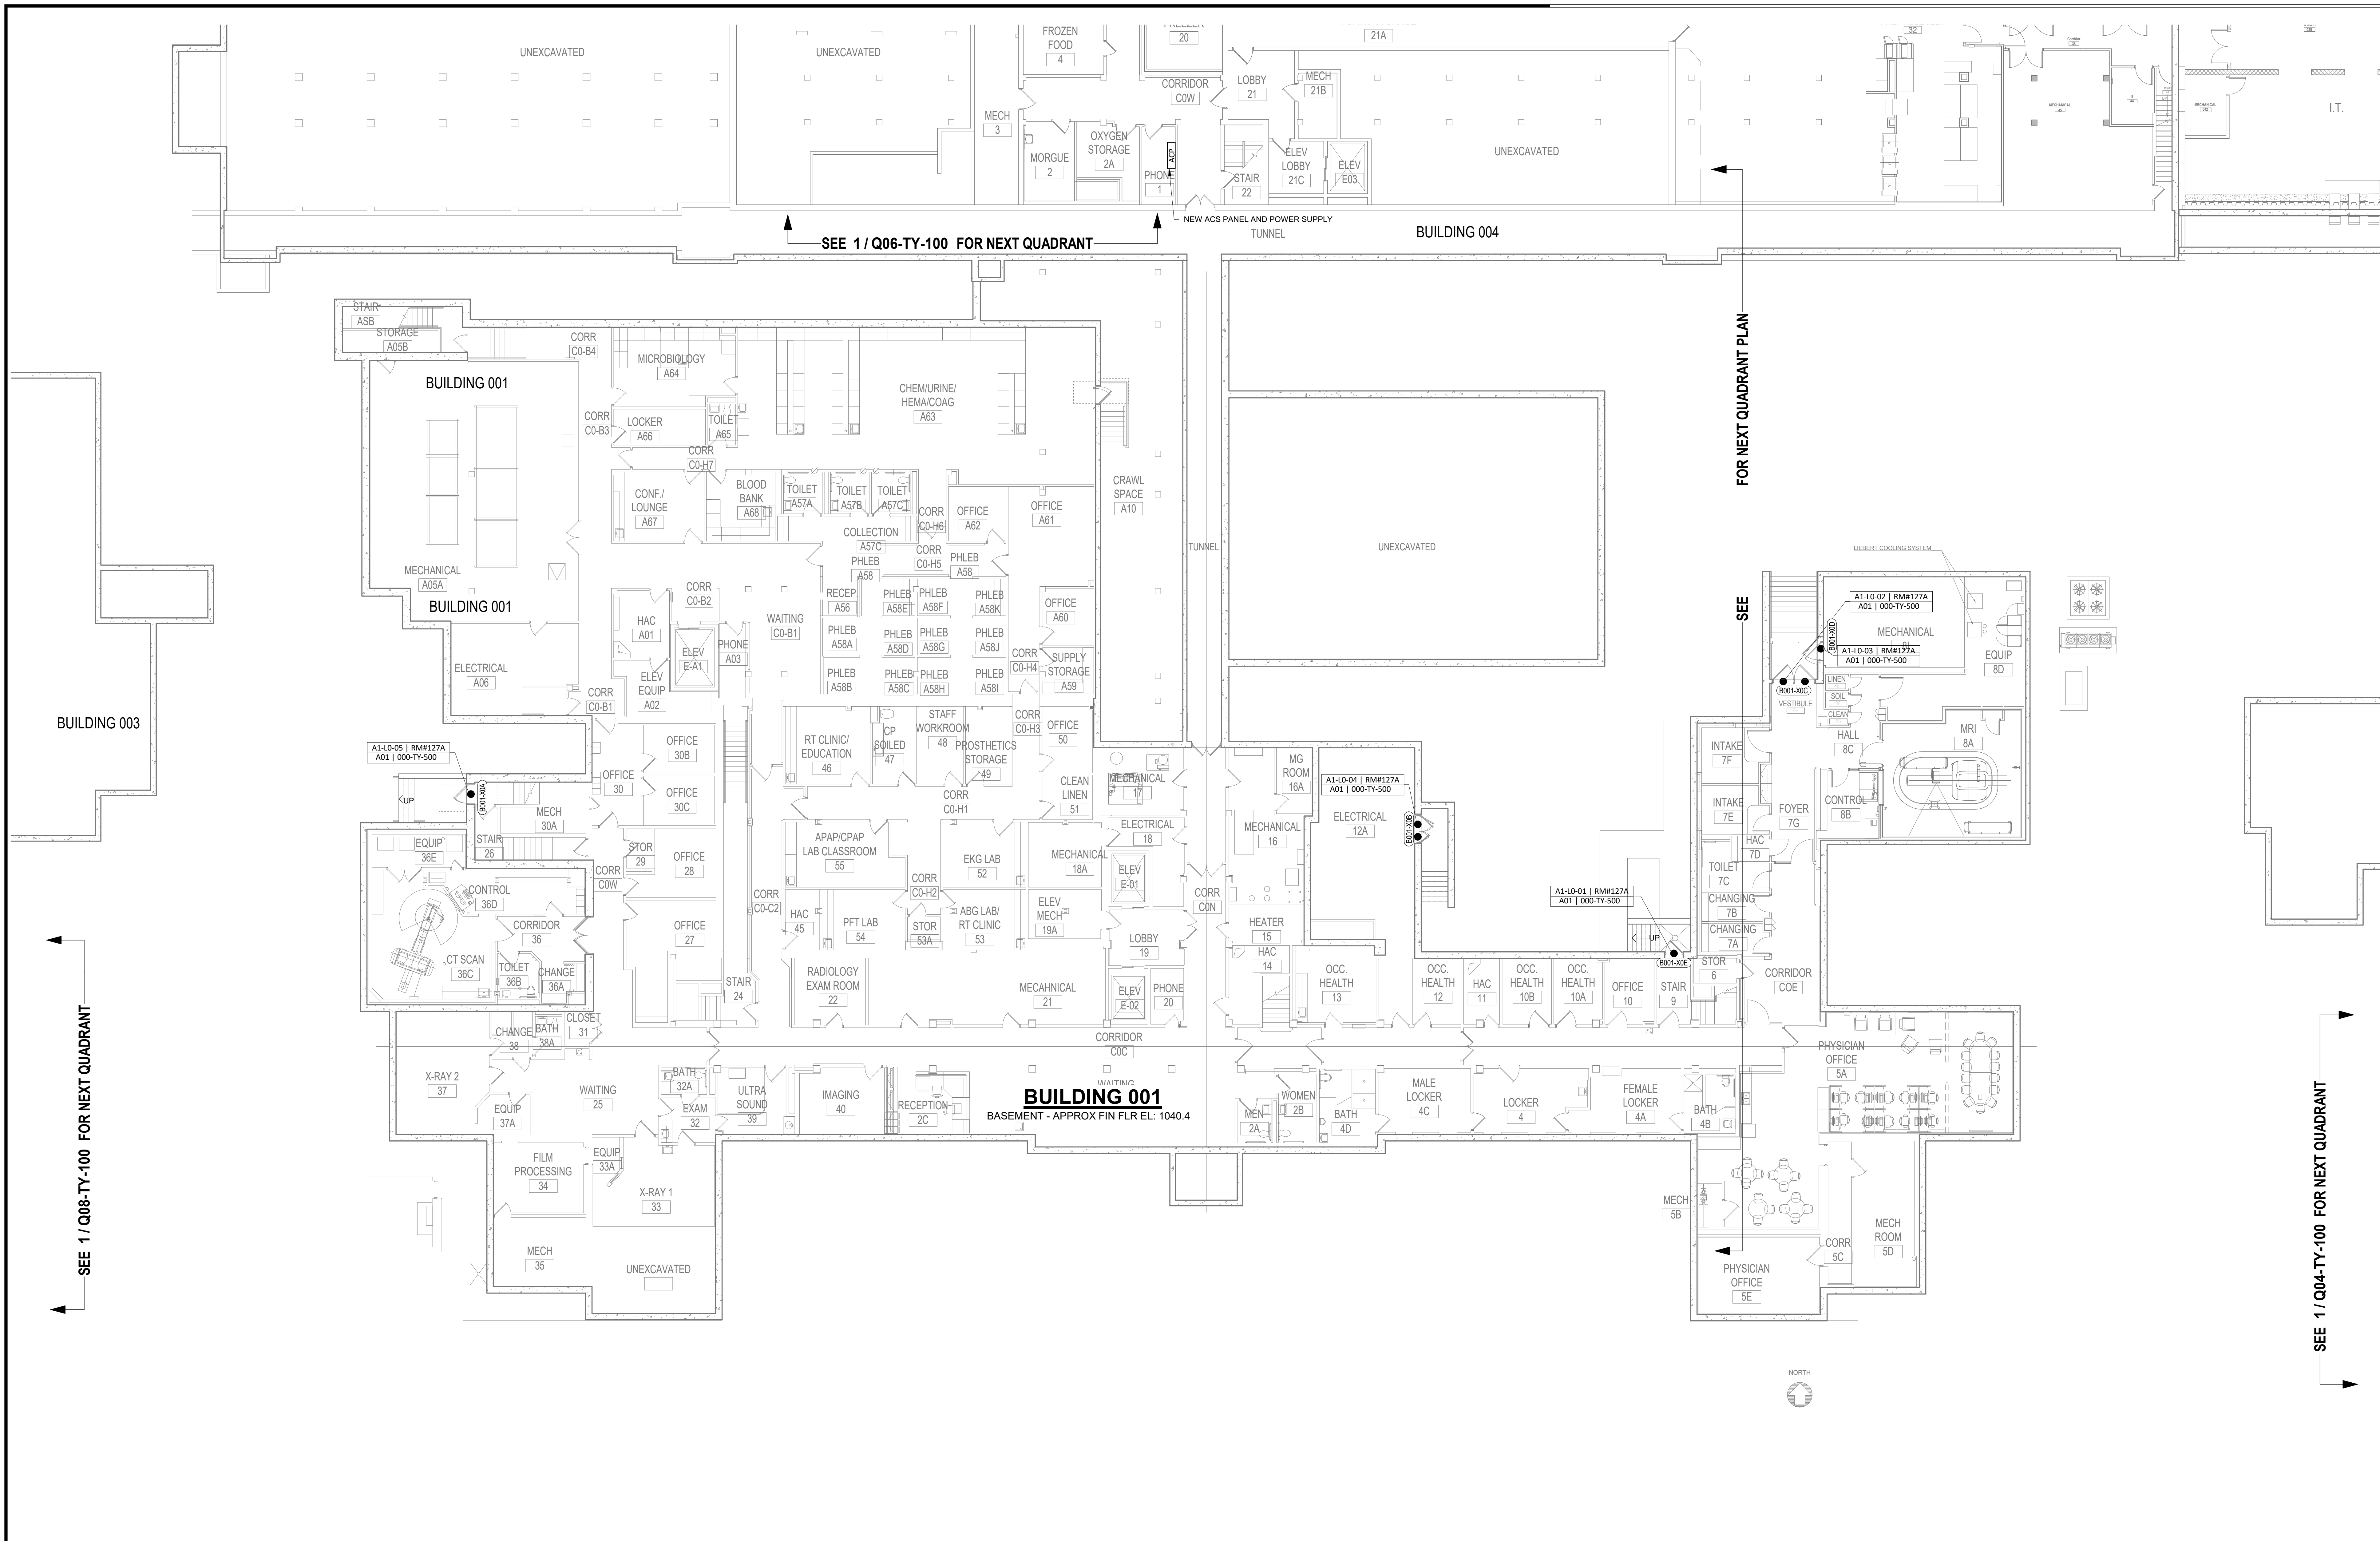 UNEXCAVATED
UNEXCAVATED
FROZEN
FOOD
4
20
21A
32
MECH
3
CORRIDOR
C0W
LOBBY
21
MECH
21B
MORGUE
2
OXYGEN
STORAGE
2A
PHONE
1
ACP
STAIR
22
ELEV
LOBBY
21C
ELEV
E03
UNEXCAVATED
MECHANICAL
MECHANICAL
I.T.
NEW ACS PANEL AND POWER SUPPLY
TUNNEL
BUILDING 004
SEE 1 / Q06-TY-100 FOR NEXT QUADRANT
FOR NEXT QUADRANT PLAN
SEE
STAIR
ASB
STORAGE
A05B
CORR
C0-B4
BUILDING 001
MICROBIOLOGY
A64
CHEM/URINE/
HEMA/COAG
A63
CORR
C0-B3
LOCKER
A66
TOILET
A65
CORR
C0-H7
CONF./
LOUNGE
A67
BLOOD
BANK
A68
TOILET
A57A
TOILET
A57B
TOILET
A57C
CORR
C0-H6
OFFICE
A62
OFFICE
A61
CRAWL
SPACE
A10
COLLECTION
A57C
CORR
C0-H5
PHLEB
A58
PHLEB
A58
TUNNEL
UNEXCAVATED
MECHANICAL
A05A
BUILDING 001
CORR
C0-B2
HAC
A01
ELEV
E-A1
PHONE
A03
WAITING
C0-B1
RECEP
A56
PHLEB
A58E
PHLEB
A58F
PHLEB
A58K
OFFICE
A60
PHLEB
A58A
PHLEB
A58D
PHLEB
A58G
PHLEB
A58J
CORR
C0-H4
SUPPLY
STORAGE
A59
PHLEB
A58B
PHLEB
A58C
PHLEB
A58H
PHLEB
A58I
ELECTRICAL
A06
ELEV
EQUIP
A02
CORR
C0-B1
BUILDING 003
LIEBERT COOLING SYSTEM
A1-L0-02 | RM#127A
A01 | 000-TY-500
B001-X0D
MECHANICAL
A1-L0-03 | RM#127A
A01 | 000-TY-500
EQUIP
8D
B001-X0C
VESTIBULE
LINEN
SOIL
CLEAN
HALL
8C
MRI
8A
INTAKE
7F
INTAKE
7E
FOYER
7G
CONTROL
8B
HAC
7D
TOILET
7C
CHANGING
7B
CHANGING
7A
A1-L0-05 | RM#127A
A01 | 000-TY-500
B001-X0A
UP
OFFICE
30B
OFFICE
30
OFFICE
30C
RT CLINIC/
EDUCATION
46
CP
SOILED
47
STAFF
WORKROOM
48
PROSTHETICS
STORAGE
49
CORR
C0-H3
OFFICE
50
CORR
C0-H1
CLEAN
LINEN
51
MECHANICAL
17
MG
ROOM
16A
A1-L0-04 | RM#127A
A01 | 000-TY-500
B001-X0B
ELECTRICAL
12A
MECH
30A
STAIR
26
EQUIP
36E
CONTROL
36D
CORRIDOR
36
CT SCAN
36C
TOILET
36B
CHANGE
36A
STOR
29
CORR
C0W
OFFICE
28
OFFICE
27
STAIR
24
CORR
C0-C2
APAP/CPAP
LAB CLASSROOM
55
EKG LAB
52
MECHANICAL
18A
ELECTRICAL
18
MECHANICAL
16
ELEV
E-01
CORR
C0-H2
HAC
45
PFT LAB
54
STOR
53A
ABG LAB/
RT CLINIC
53
ELEV
MECH
19A
CORR
C0N
LOBBY
19
HEATER
15
HAC
14
A1-L0-01 | RM#127A
A01 | 000-TY-500
UP
B001-X0E
RADIOLOGY
EXAM ROOM
22
MECAHNICAL
21
ELEV
E-02
PHONE
20
OCC.
HEALTH
13
OCC.
HEALTH
12
HAC
11
OCC.
HEALTH
10B
OCC.
HEALTH
10A
OFFICE
10
STAIR
9
STOR
6
CORRIDOR
COE
CLOSET
31
CHANGE
38
BATH
38A
CORRIDOR
C0C
PHYSICIAN
OFFICE
5A
X-RAY 2
37
WAITING
25
EQUIP
37A
BATH
32A
EXAM
32
ULTRA
SOUND
39
IMAGING
40
RECEPTION
2C
WAITING
BUILDING 001
BASEMENT - APPROX FIN FLR EL: 1040.4
MEN
2A
WOMEN
2B
BATH
4D
MALE
LOCKER
4C
LOCKER
4
FEMALE
LOCKER
4A
BATH
4B
FILM
PROCESSING
34
EQUIP
33A
X-RAY 1
33
MECH
35
UNEXCAVATED
MECH
5B
MECH
ROOM
5D
CORR
5C
PHYSICIAN
OFFICE
5E
SEE 1 / Q08-TY-100 FOR NEXT QUADRANT
SEE 1 / Q04-TY-100 FOR NEXT QUADRANT
NORTH